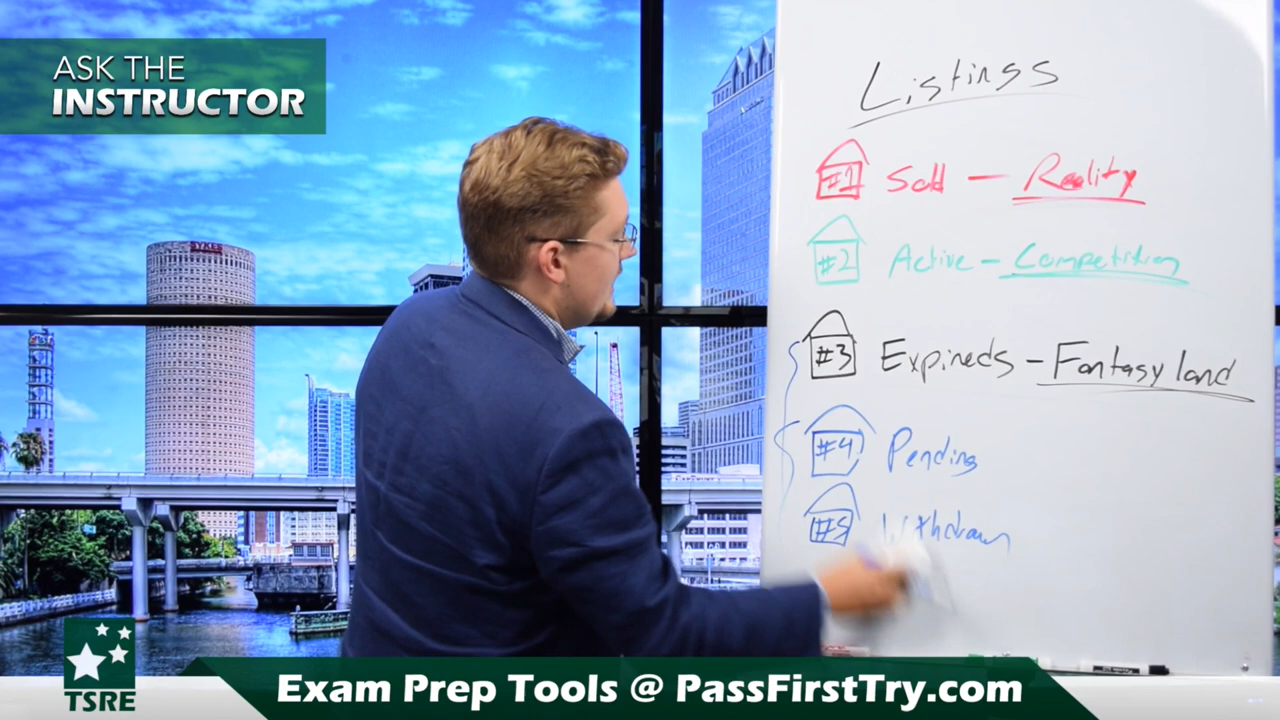 ASK THE
INSTRUCTOR
SYKES
Listings
#1 Sold — Reality
#2 Active - Competition
#3 Expireds - Fantasy land
#4 Pending
#5 Withdrawn
TSRE
Exam Prep Tools @ PassFirstTry.com